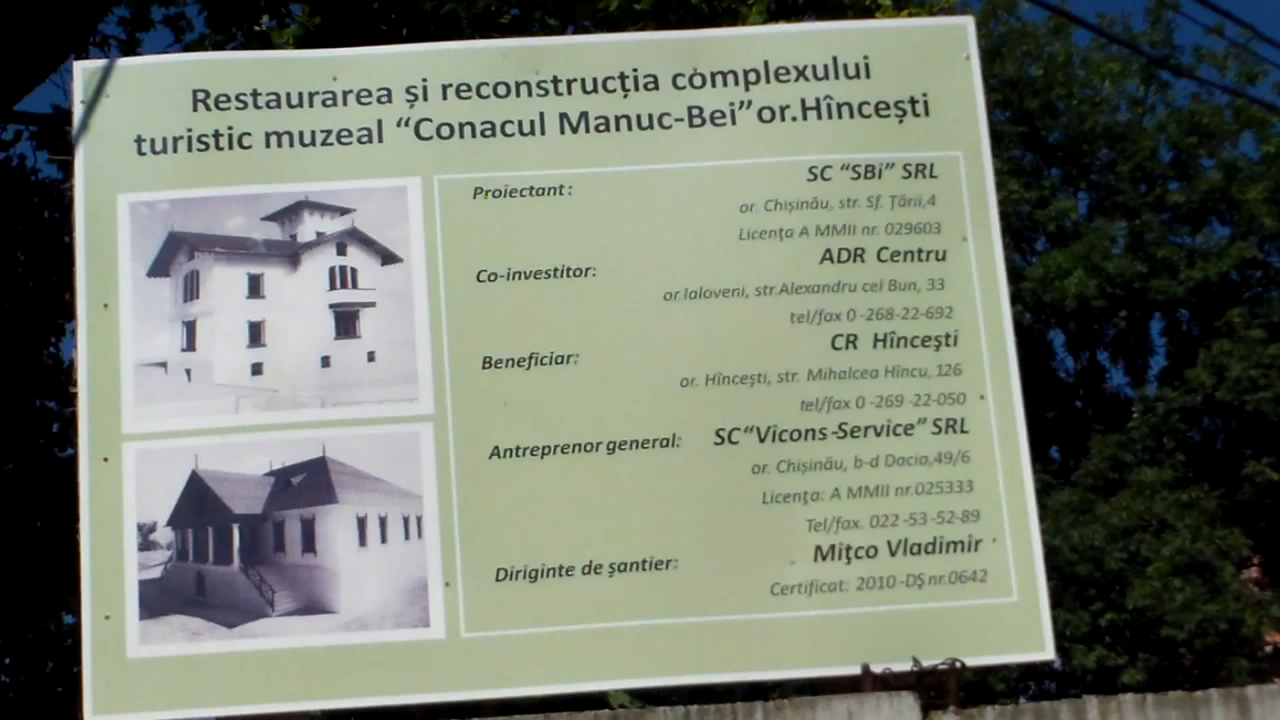 Restaurarea și reconstrucția complexului
turistic muzeal “Conacul Manuc-Bei” or.Hîncești
Proiectant:
SC “SBi” SRL
or. Chișinău, str. Sf. Țării,4
Licența A MMII nr. 029603
Co-investitor:
ADR Centru
or.Ialoveni, str.Alexandru cel Bun, 33
tel/fax 0-268-22-692
Beneficiar:
CR Hîncești
or. Hîncești, str. Mihalcea Hîncu, 126
tel/fax 0-269-22-050
Antreprenor general:
SC“Vicons-Service” SRL
or. Chișinău, b-d Dacia,49/6
Licența: A MMII nr.025333
Tel/fax. 022-53-52-89
Diriginte de șantier:
Mițco Vladimir
Certificat: 2010-DȘ nr.0642